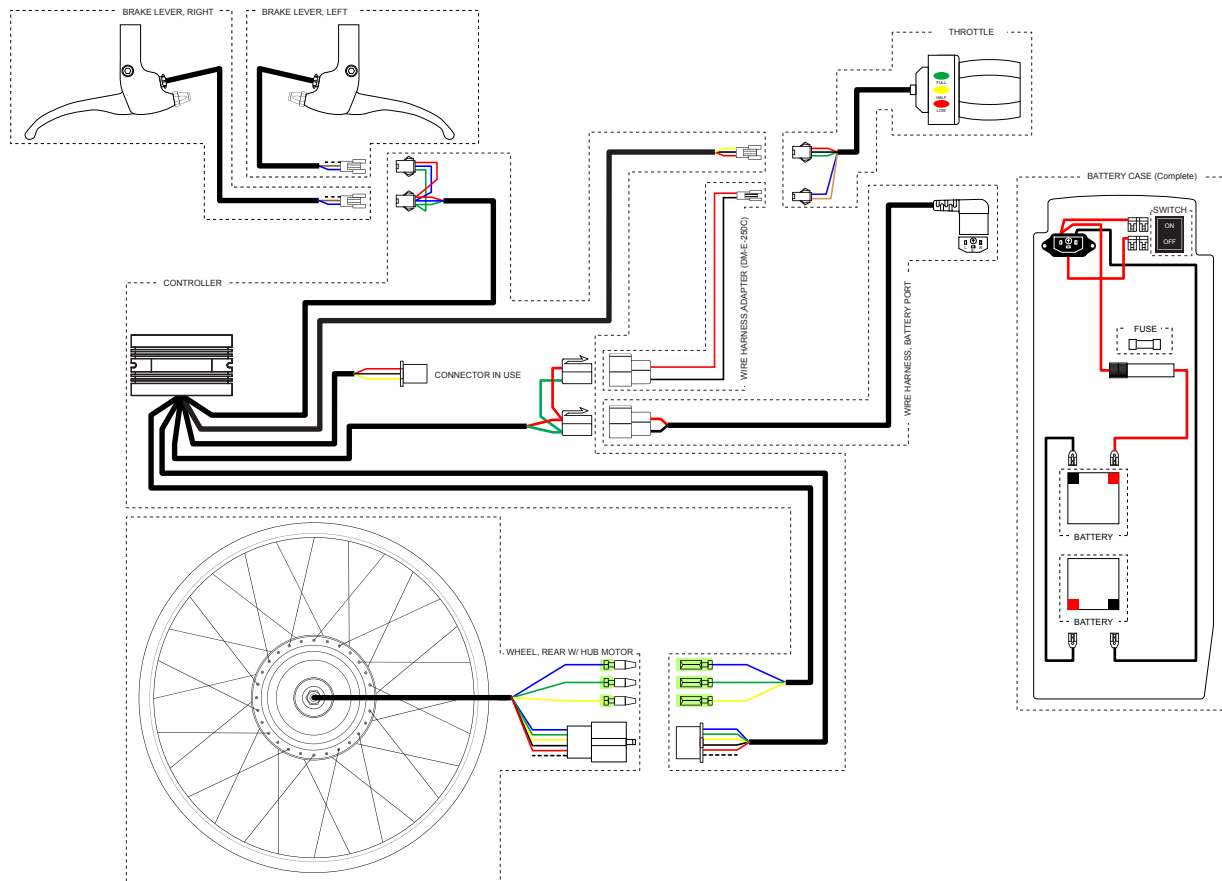 BRAKE LEVER, RIGHT
BRAKE LEVER, LEFT
THROTTLE
FULL
HALF
LOW
BATTERY CASE (Complete)
SWITCH
ON
OFF
CONTROLLER
WIRE HARNESS,ADAPTER (DM-E-250C)
WIRE HARNESS, BATTERY PORT
FUSE
CONNECTOR IN USE
BATTERY
BATTERY
WHEEL, REAR W/ HUB MOTOR